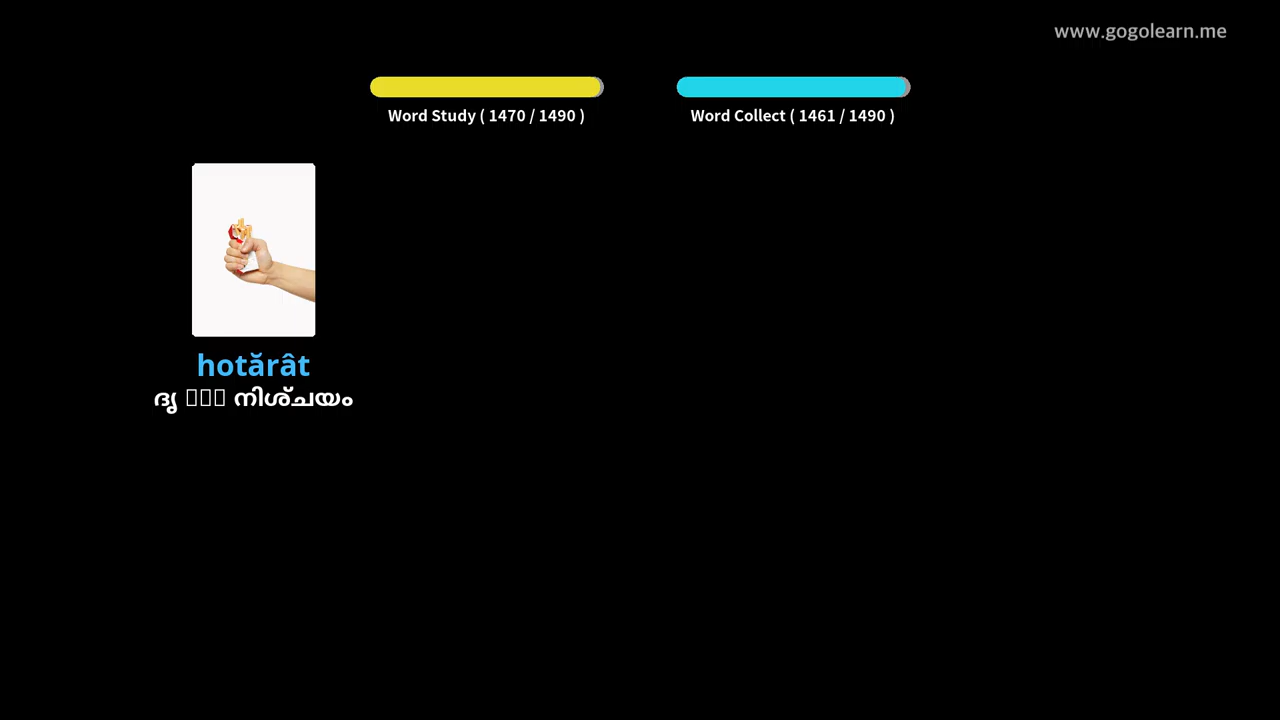 www.gogolearn.me
Word Study ( 1470 / 1490 )
Word Collect ( 1461 / 1490 )
hotărât
ദൃ നിശ്ചയം